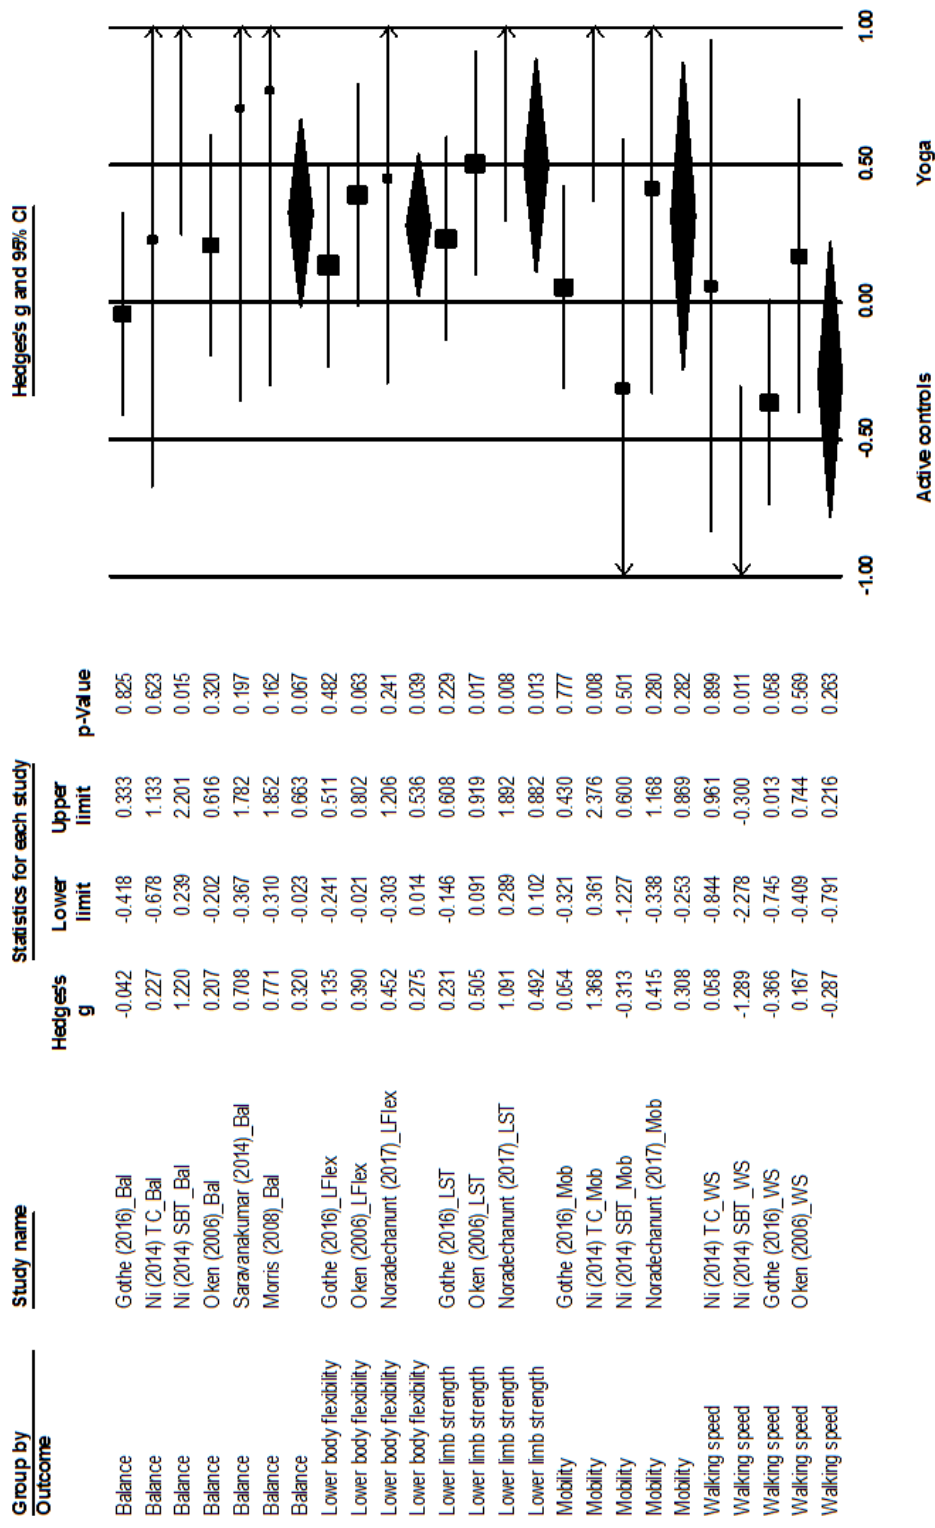 Group by
Outcome Study name Statistics for each study Hedges's g and 95% CI
Hedges's g Lower limit Upper limit p-Value
Balance Gothe (2016)_Bal -0.042 -0.418 0.333 0.825
Balance Ni (2014) TC_Bal 0.227 -0.678 1.133 0.623
Balance Ni (2014) SBT_Bal 1.220 0.239 2.201 0.015
Balance Oken (2006)_Bal 0.207 -0.202 0.616 0.320
Balance Saravanakumar (2014)_Bal 0.708 -0.367 1.782 0.197
Balance Morris (2008)_Bal 0.771 -0.310 1.852 0.162
Balance 0.320 -0.023 0.663 0.067
Lower body flexibility Gothe (2016)_LFlex 0.135 -0.241 0.511 0.482
Lower body flexibility Oken (2006)_LFlex 0.390 -0.021 0.802 0.063
Lower body flexibility Noradechanunt (2017)_LFlex 0.452 -0.303 1.206 0.241
Lower body flexibility 0.275 0.014 0.536 0.039
Lower limb strength Gothe (2016)_LST 0.231 -0.146 0.608 0.229
Lower limb strength Oken (2006)_LST 0.505 0.091 0.919 0.017
Lower limb strength Noradechanunt (2017)_LST 1.091 0.289 1.892 0.008
Lower limb strength 0.492 0.102 0.882 0.013
Mobility Gothe (2016)_Mob 0.054 -0.321 0.430 0.777
Mobility Ni (2014) TC_Mob 1.368 0.361 2.376 0.008
Mobility Ni (2014) SBT_Mob -0.313 -1.227 0.600 0.501
Mobility Noradechanunt (2017)_Mob 0.415 -0.338 1.168 0.280
Mobility 0.308 -0.253 0.869 0.282
Walking speed Ni (2014) TC_WS 0.058 -0.844 0.961 0.899
Walking speed Ni (2014) SBT_WS -1.289 -2.278 -0.300 0.011
Walking speed Gothe (2016)_WS -0.366 -0.745 0.013 0.058
Walking speed Oken (2006)_WS 0.167 -0.409 0.744 0.569
Walking speed -0.287 -0.791 0.216 0.263
-1.00 -0.50 0.00 0.50 1.00
Active controls Yoga